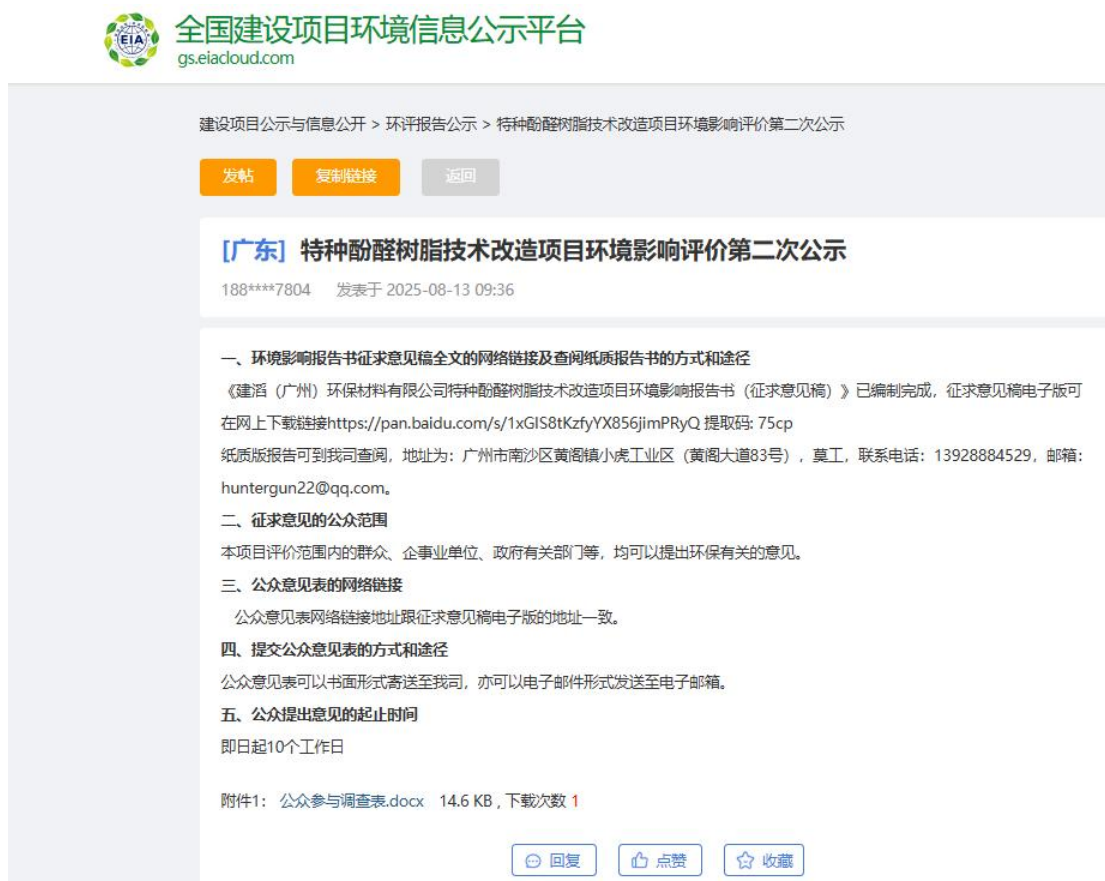 EIA
全国建设项目环境信息公示平台
gs.eiacloud.com
建设项目公示与信息公开 > 环评报告公示 > 特种酚醛树脂技术改造项目环境影响评价第二次公示
发帖 复制链接 返回
[广东] 特种酚醛树脂技术改造项目环境影响评价第二次公示
188****7804 发表于 2025-08-13 09:36
一、环境影响报告书征求意见稿全文的网络链接及查阅纸质报告书的方式和途径
《建滔（广州）环保材料有限公司特种酚醛树脂技术改造项目环境影响报告书（征求意见稿）》已编制完成，征求意见稿电子版可
在网上下载链接https://pan.baidu.com/s/1xGIS8tKzfyYX856jimPRyQ 提取码: 75cp
纸质版报告可到我司查阅，地址为：广州市南沙区黄阁镇小虎工业区（黄阁大道83号），莫工，联系电话：13928884529，邮箱：
huntergun22@qq.com。
二、征求意见的公众范围
本项目评价范围内的群众、企事业单位、政府有关部门等，均可以提出环保有关的意见。
三、公众意见表的网络链接
公众意见表网络链接地址跟征求意见稿电子版的地址一致。
四、提交公众意见表的方式和途径
公众意见表可以书面形式寄送至我司，亦可以电子邮件形式发送至电子邮箱。
五、公众提出意见的起止时间
即日起10个工作日
附件1： 公众参与调查表.docx 14.6 KB , 下载次数 1
回复 点赞 收藏